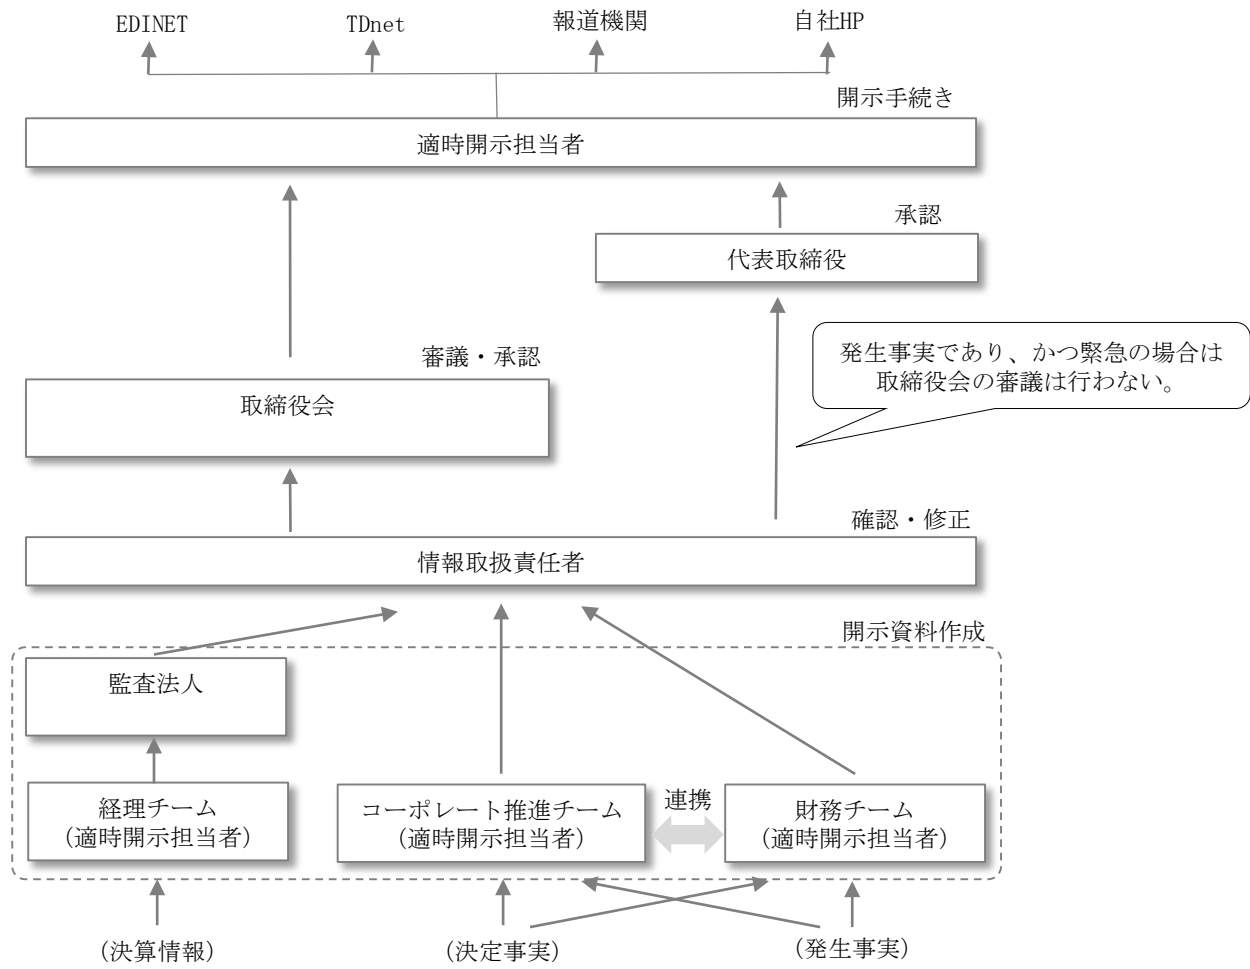 EDINET
TDnet
報道機関
自社HP
開示手続き
適時開示担当者
承認
代表取締役
発生事実であり、かつ緊急の場合は
取締役会の審議は行わない。
審議・承認
取締役会
確認・修正
情報取扱責任者
開示資料作成
監査法人
経理チーム
(適時開示担当者)
コーポレート推進チーム
(適時開示担当者)
連携
財務チーム
(適時開示担当者)
(決算情報)
(決定事実)
(発生事実)